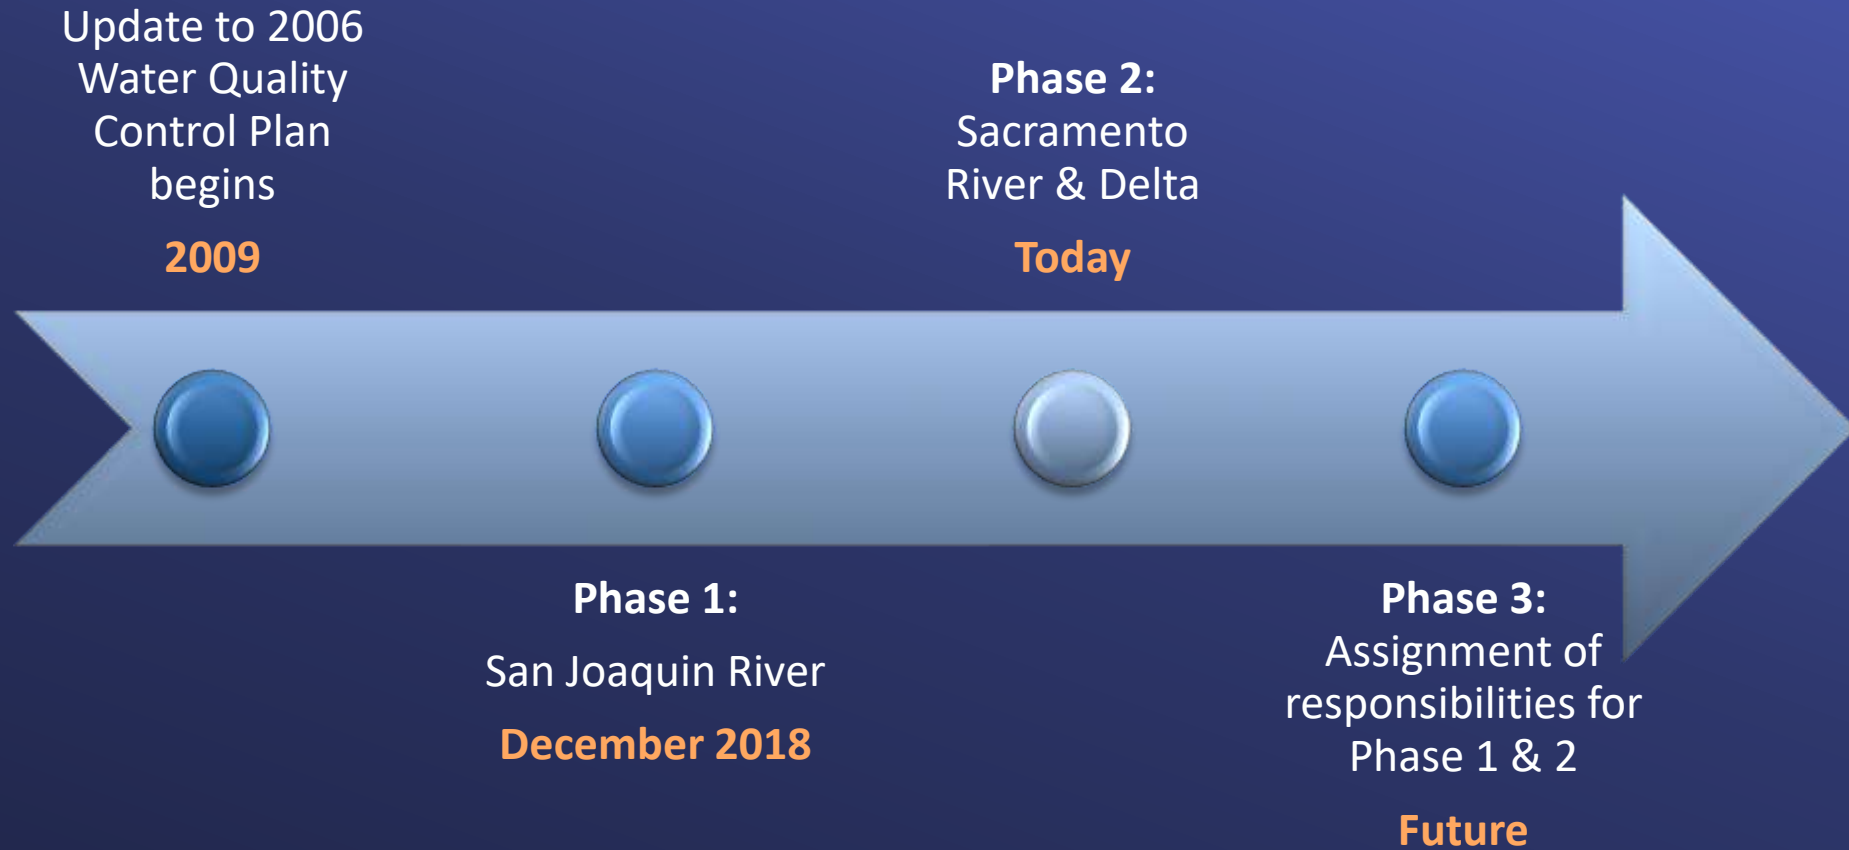 Update to 2006
Water Quality
Control Plan
begins
2009
Phase 1:
San Joaquin River
December 2018
Phase 2:
Sacramento
River & Delta
Today
Phase 3:
Assignment of
responsibilities for
Phase 1 & 2
Future